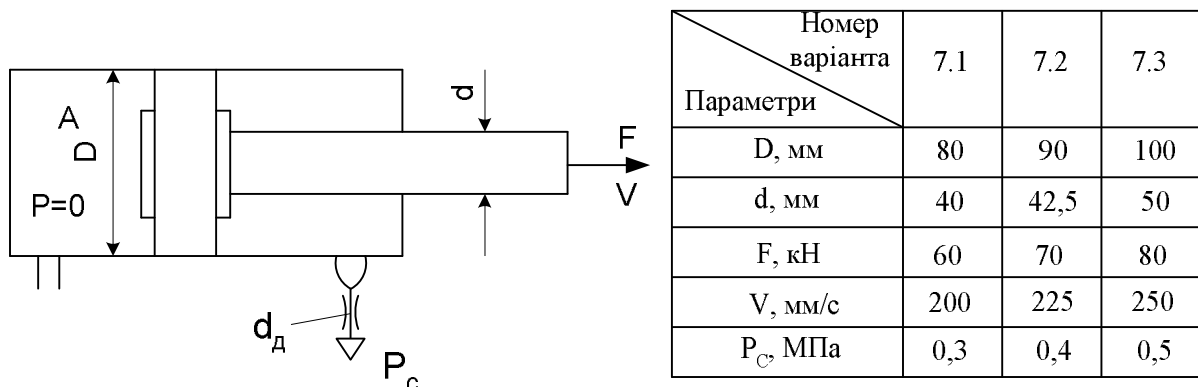 A
D
P=0
d
F
V
dд
Pс
Номер
варіанта
Параметри
7.1 7.2 7.3
D, мм 80 90 100
d, мм 40 42,5 50
F, кН 60 70 80
V, мм/с 200 225 250
PС, МПа 0,3 0,4 0,5